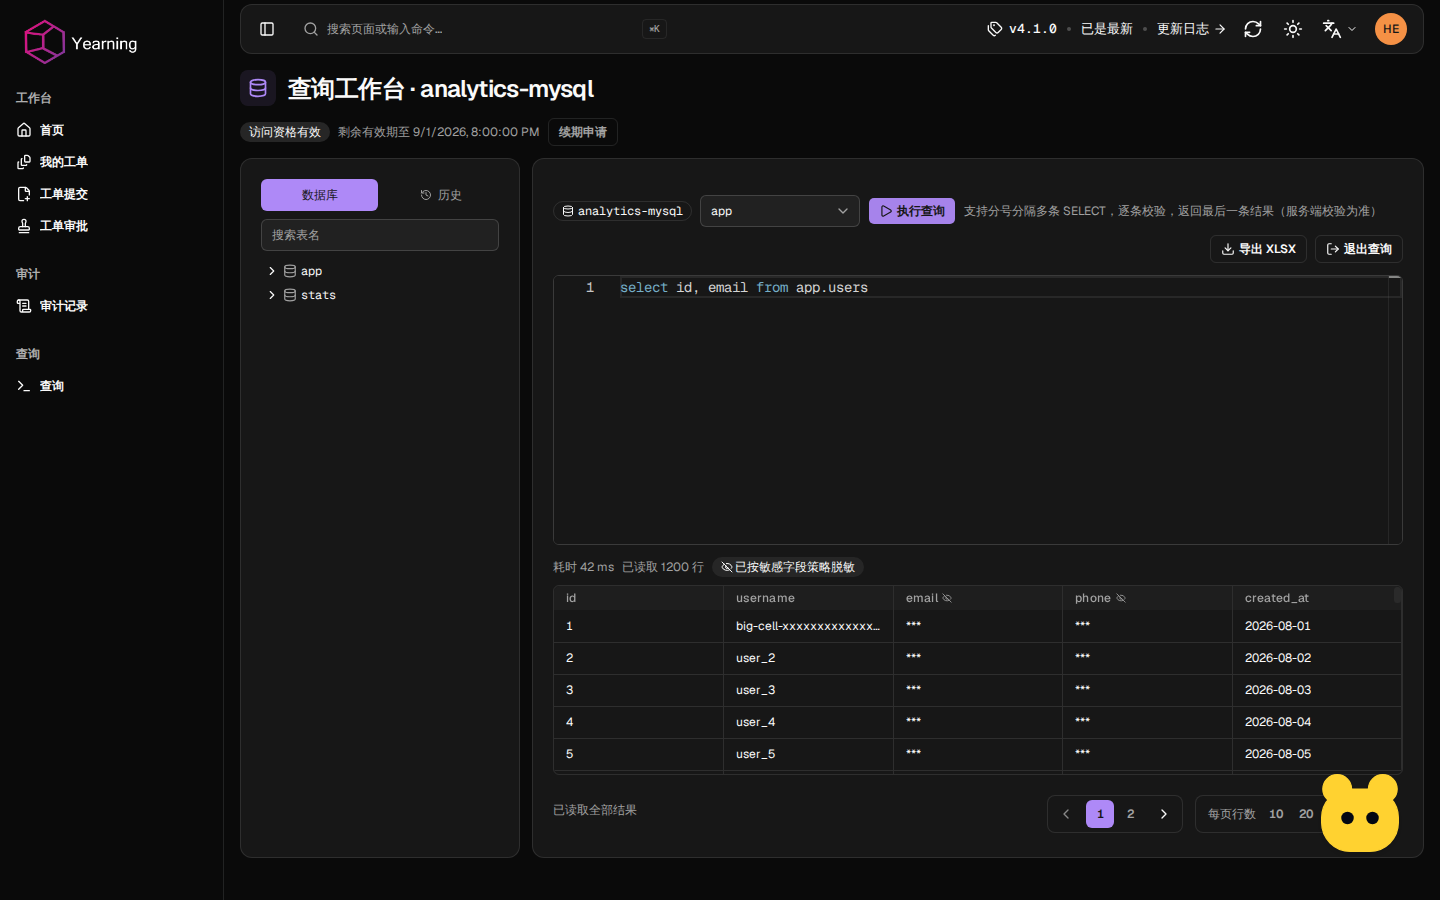 Yearning
搜索页面或输入命令...
⌘K
v4.1.0 • 已是最新 • 更新日志 →
HE
工作台
首页
我的工单
工单提交
工单审批
审计
审计记录
查询
查询
查询工作台 · analytics-mysql
访问资格有效 剩余有效期至 9/1/2026, 8:00:00 PM 续期申请
数据库 历史
搜索表名
app
stats
analytics-mysql app 执行查询 支持分号分隔多条 SELECT，逐条校验，返回最后一条结果（服务端校验为准）
导出 XLSX 退出查询
1 select id, email from app.users
耗时 42 ms 已读取 1200 行 已按敏感字段策略脱敏
id username email phone created_at
1 big-cell-xxxxxxxxxxxxx... *** *** 2026-08-01
2 user_2 *** *** 2026-08-02
3 user_3 *** *** 2026-08-03
4 user_4 *** *** 2026-08-04
5 user_5 *** *** 2026-08-05
已读取全部结果
1 2
每页行数 10 20